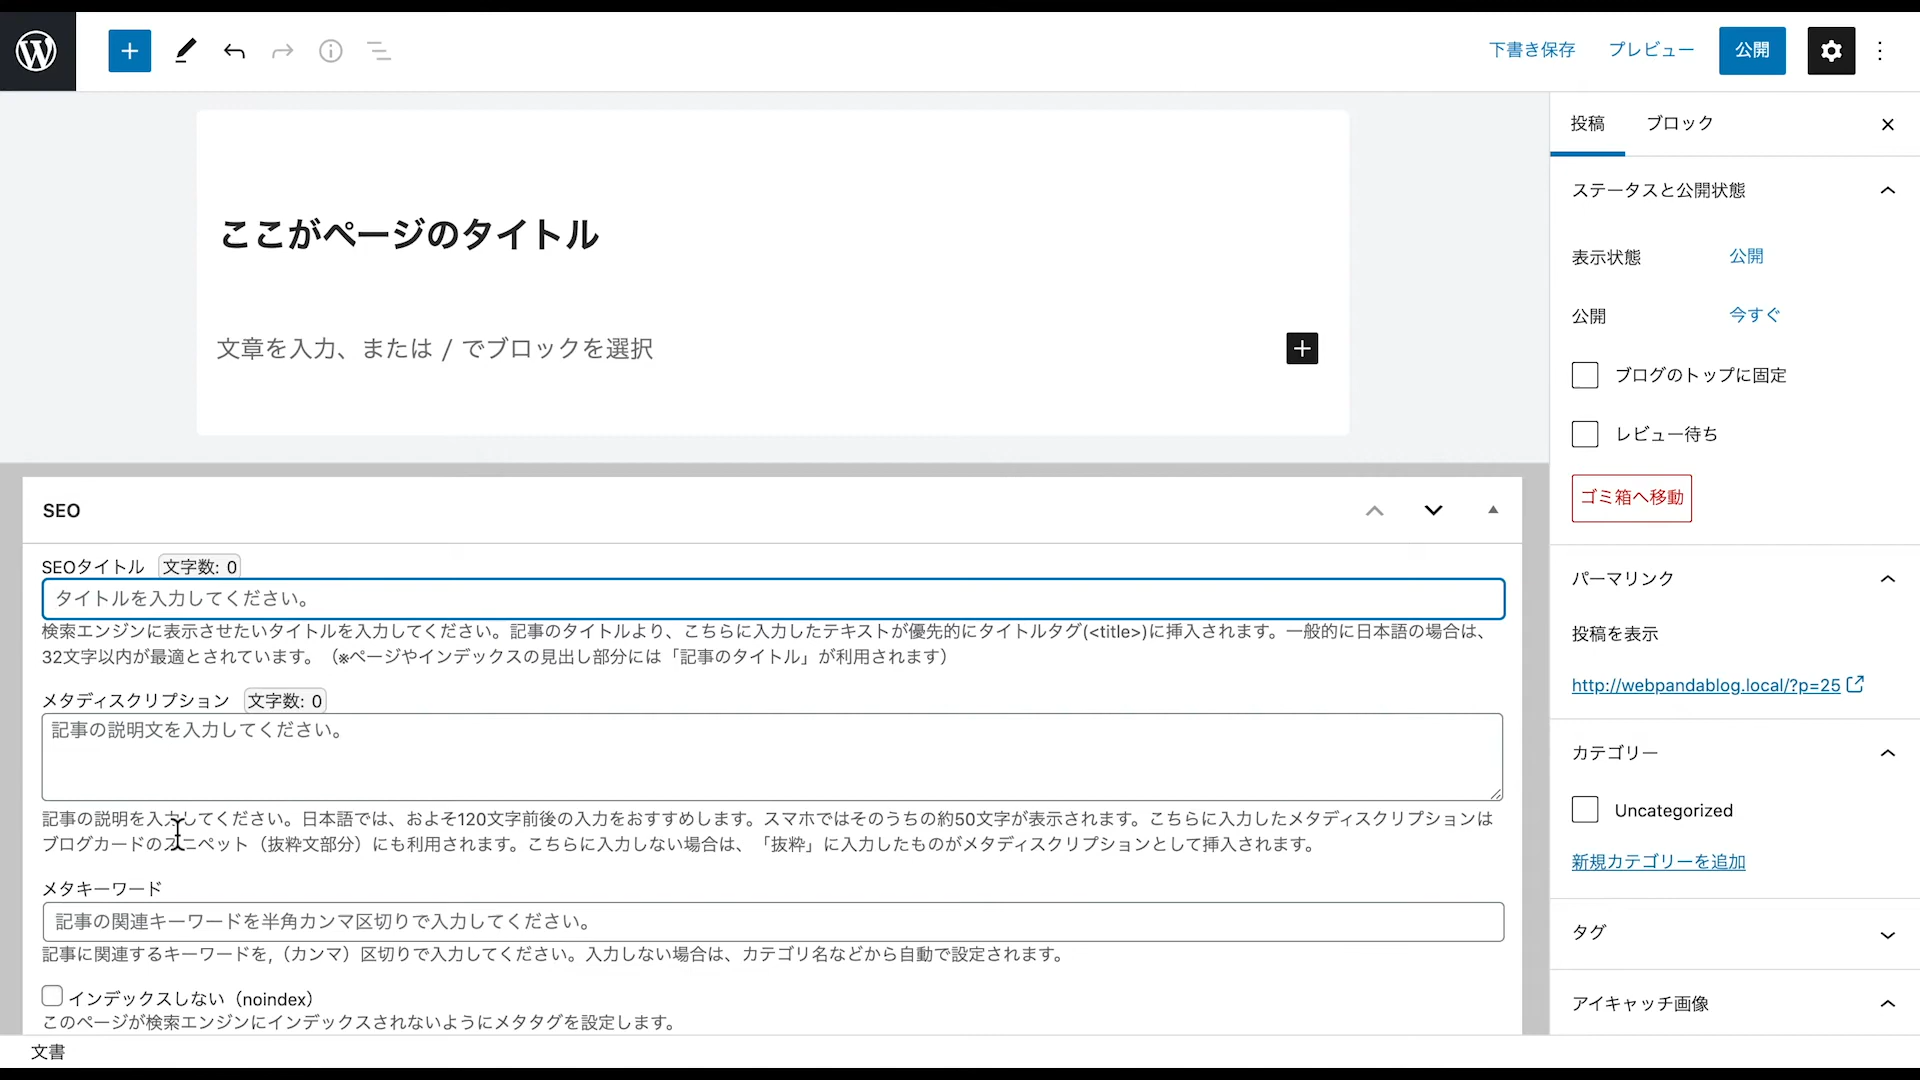 下書き保存 プレビュー 公開
投稿 ブロック
ステータスと公開状態
表示状態 公開
公開 今すぐ
ブログのトップに固定
レビュー待ち
ゴミ箱へ移動
パーマリンク
投稿を表示
http://webpandablog.local/?p=25
カテゴリー
Uncategorized
新規カテゴリーを追加
タグ
アイキャッチ画像
ここがページのタイトル
文章を入力、または / でブロックを選択
SEO
SEOタイトル 文字数: 0
タイトルを入力してください。
検索エンジンに表示させたいタイトルを入力してください。記事のタイトルより、こちらに入力したテキストが優先的にタイトルタグ(<title>)に挿入されます。一般的に日本語の場合は、
32文字以内が最適とされています。（※ページやインデックスの見出し部分には「記事のタイトル」が利用されます）
メタディスクリプション 文字数: 0
記事の説明文を入力してください。
記事の説明を入力してください。日本語では、およそ120文字前後の入力をおすすめします。スマホではそのうちの約50文字が表示されます。こちらに入力したメタディスクリプションは
ブログカードのスニペット（抜粋文部分）にも利用されます。こちらに入力しない場合は、「抜粋」に入力したものがメタディスクリプションとして挿入されます。
メタキーワード
記事の関連キーワードを半角カンマ区切りで入力してください。
記事に関連するキーワードを,（カンマ）区切りで入力してください。入力しない場合は、カテゴリ名などから自動で設定されます。
インデックスしない（noindex）
このページが検索エンジンにインデックスされないようにメタタグを設定します。
文書